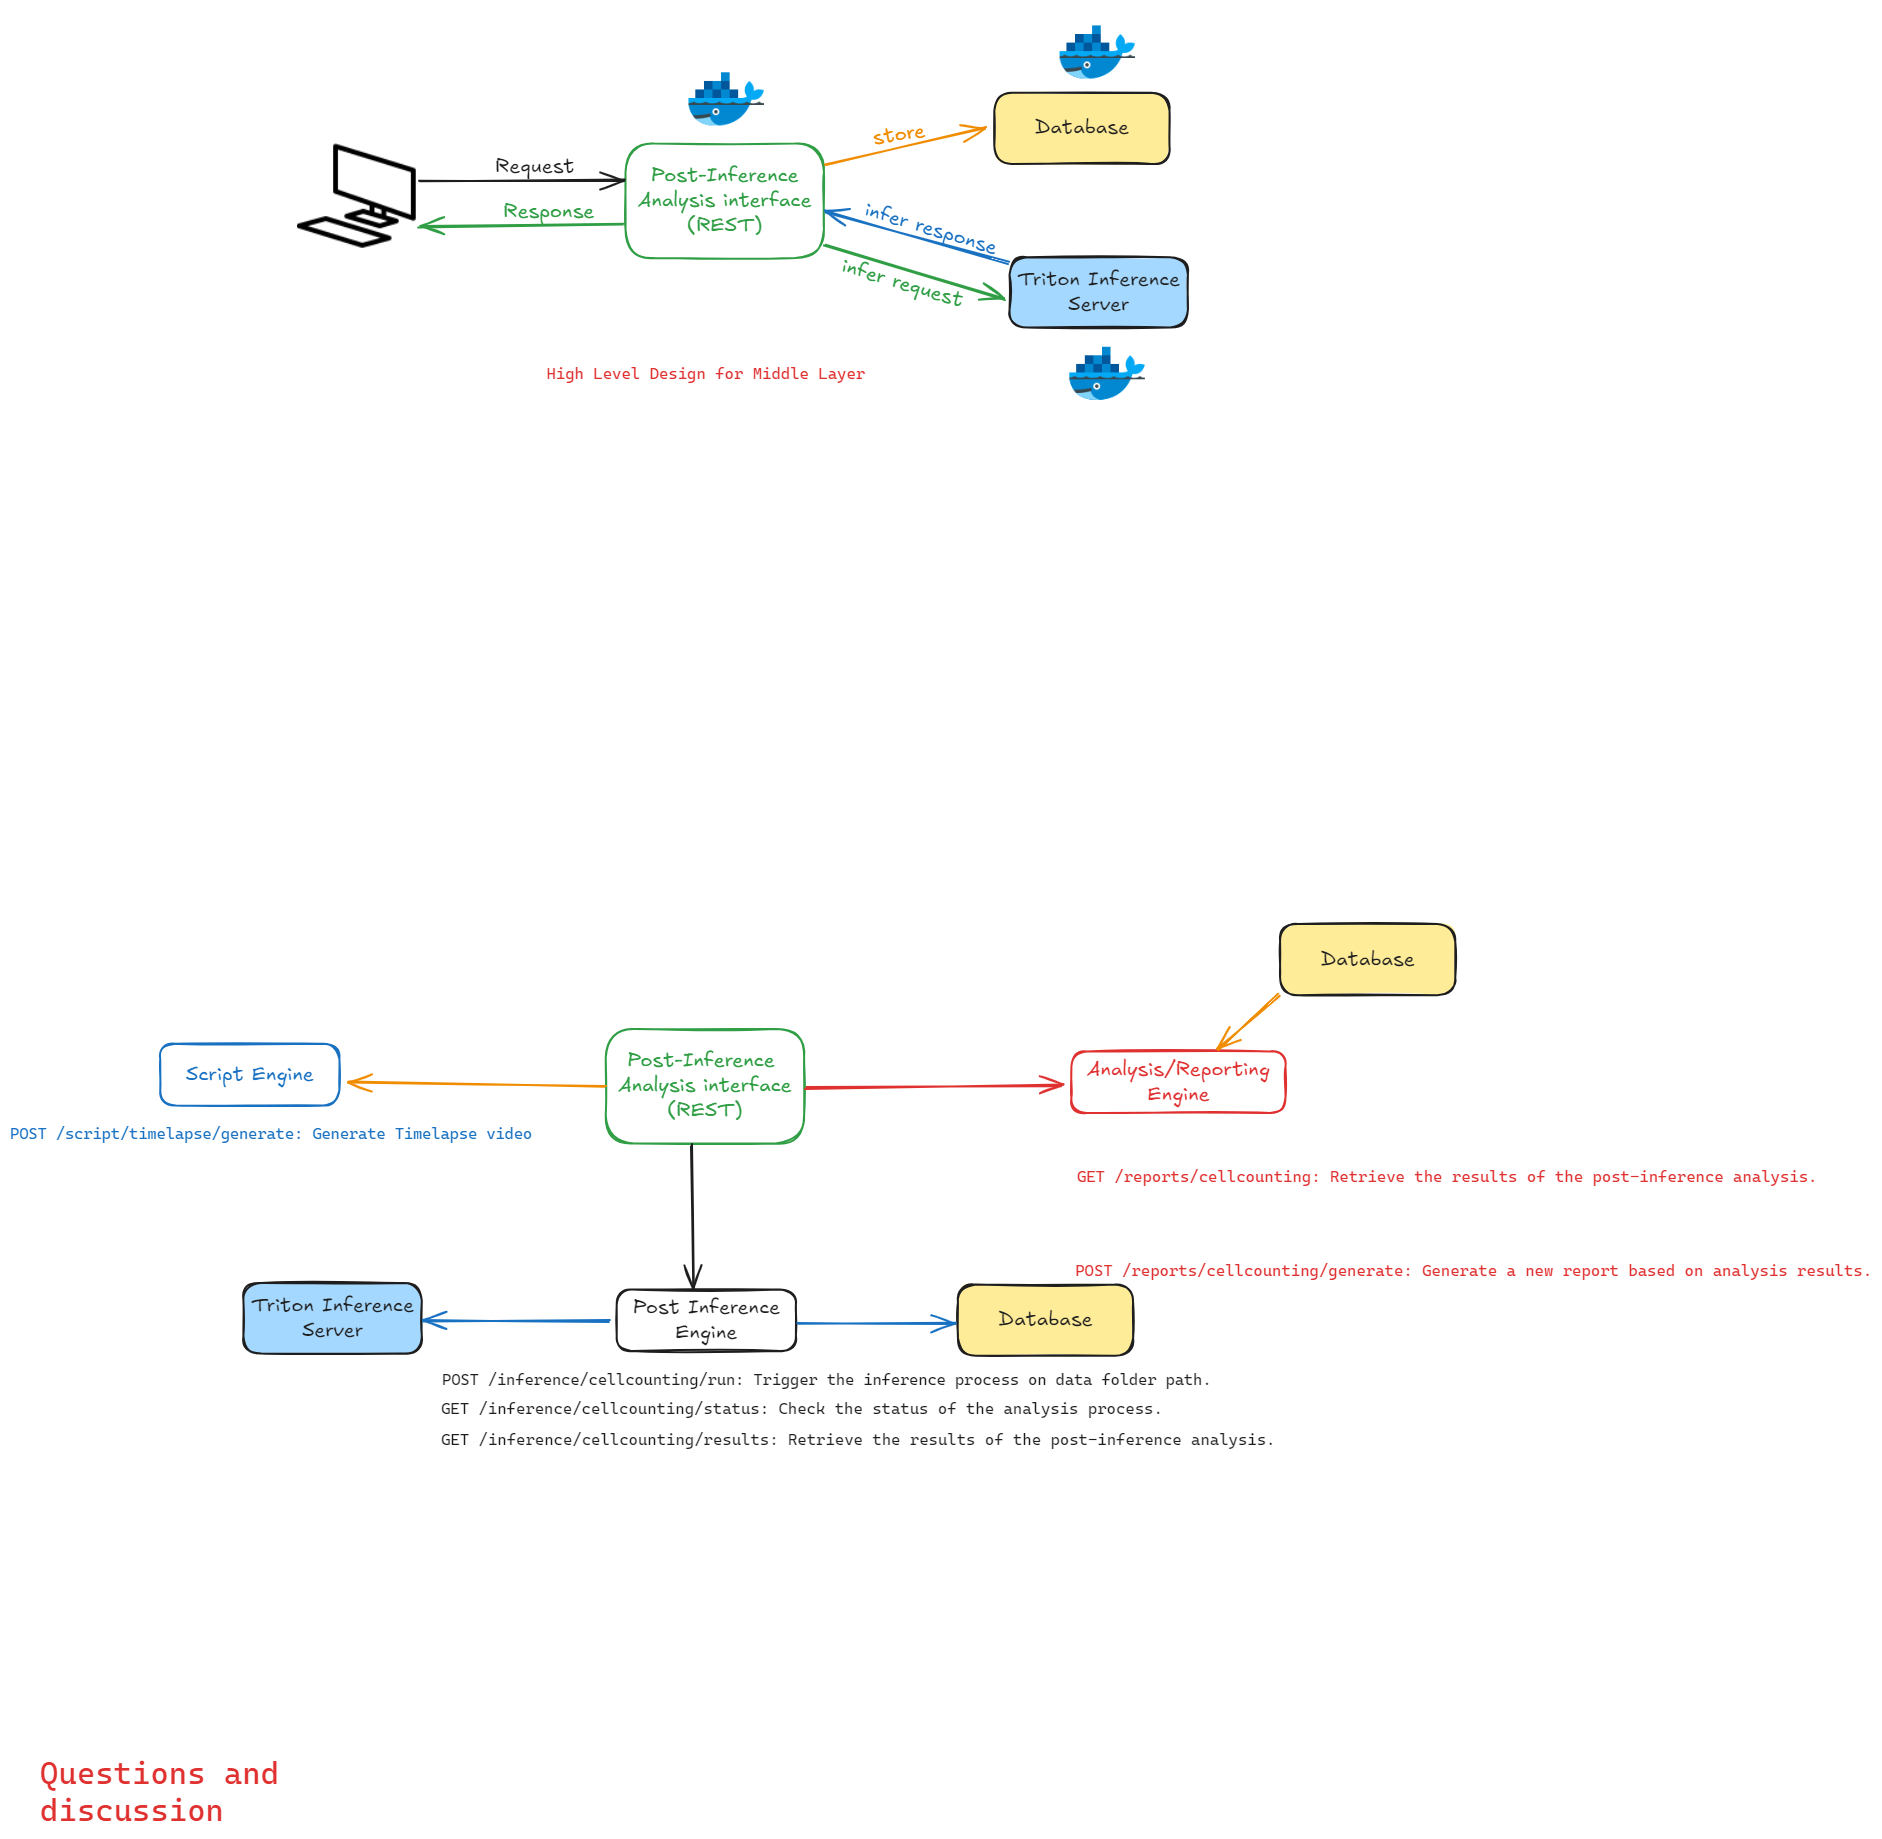 Database
store
Request
Post-Inference
Analysis interface
(REST)
Response
infer response
infer request
Triton Inference
Server
High Level Design for Middle Layer
Database
Script Engine
Post-Inference
Analysis interface
(REST)
Analysis/Reporting
Engine
POST /script/timelapse/generate: Generate Timelapse video
GET /reports/cellcounting: Retrieve the results of the post-inference analysis.
POST /reports/cellcounting/generate: Generate a new report based on analysis results.
Triton Inference
Server
Post Inference
Engine
Database
POST /inference/cellcounting/run: Trigger the inference process on data folder path.
GET /inference/cellcounting/status: Check the status of the analysis process.
GET /inference/cellcounting/results: Retrieve the results of the post-inference analysis.
Questions and
discussion